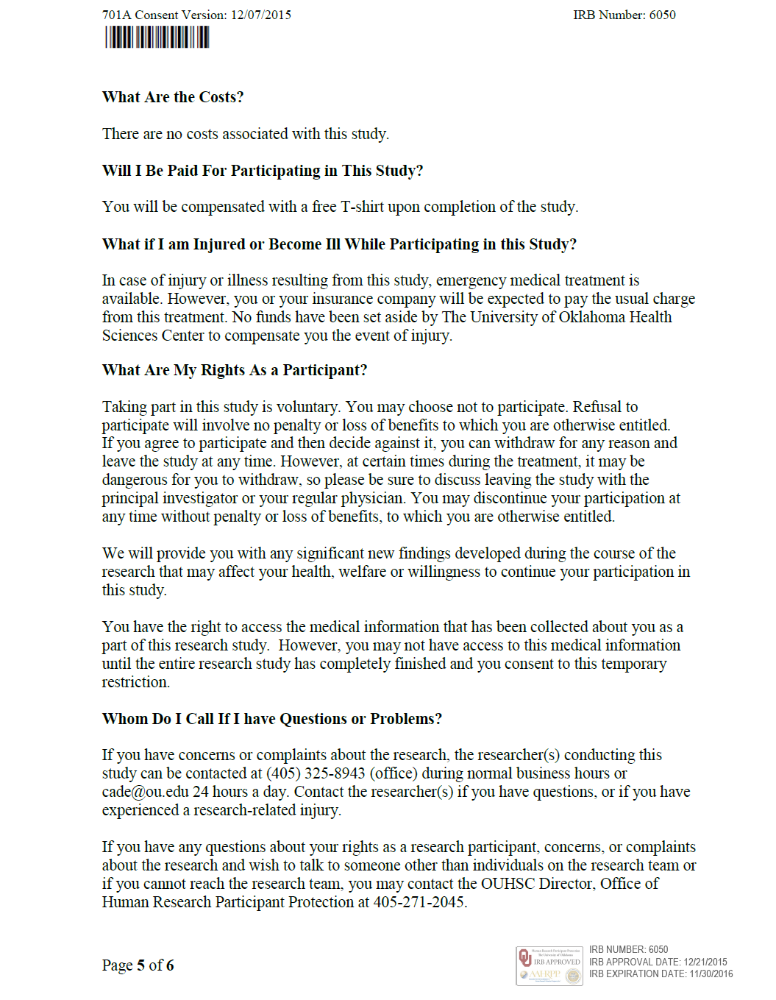 701A Consent Version: 12/07/2015 IRB Number: 6050
What Are the Costs?
There are no costs associated with this study.
Will I Be Paid For Participating in This Study?
You will be compensated with a free T-shirt upon completion of the study.
What if I am Injured or Become Ill While Participating in this Study?
In case of injury or illness resulting from this study, emergency medical treatment is
available. However, you or your insurance company will be expected to pay the usual charge
from this treatment. No funds have been set aside by The University of Oklahoma Health
Sciences Center to compensate you the event of injury.
What Are My Rights As a Participant?
Taking part in this study is voluntary. You may choose not to participate. Refusal to
participate will involve no penalty or loss of benefits to which you are otherwise entitled.
If you agree to participate and then decide against it, you can withdraw for any reason and
leave the study at any time. However, at certain times during the treatment, it may be
dangerous for you to withdraw, so please be sure to discuss leaving the study with the
principal investigator or your regular physician. You may discontinue your participation at
any time without penalty or loss of benefits, to which you are otherwise entitled.
We will provide you with any significant new findings developed during the course of the
research that may affect your health, welfare or willingness to continue your participation in
this study.
You have the right to access the medical information that has been collected about you as a
part of this research study.  However, you may not have access to this medical information
until the entire research study has completely finished and you consent to this temporary
restriction.
Whom Do I Call If I have Questions or Problems?
If you have concerns or complaints about the research, the researcher(s) conducting this
study can be contacted at (405) 325-8943 (office) during normal business hours or
cade@ou.edu 24 hours a day. Contact the researcher(s) if you have questions, or if you have
experienced a research-related injury.
If you have any questions about your rights as a research participant, concerns, or complaints
about the research and wish to talk to someone other than individuals on the research team or
if you cannot reach the research team, you may contact the OUHSC Director, Office of
Human Research Participant Protection at 405-271-2045.
Page 5 of 6
Human Research Participant Protection
The University of Oklahoma
IRB APPROVED
AAHRPP
IRB NUMBER: 6050
IRB APPROVAL DATE: 12/21/2015
IRB EXPIRATION DATE: 11/30/2016